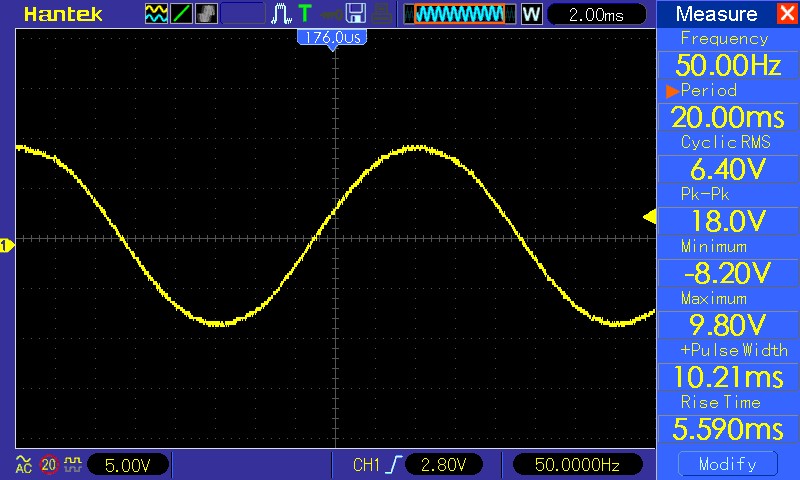 Hantek T W 2.00ms
176.0us
Measure X
Frequency
50.00Hz
Period
20.00ms
Cyclic RMS
6.40V
Pk-Pk
18.0V
Minimum
-8.20V
Maximum
9.80V
+Pulse Width
10.21ms
Rise Time
5.590ms
Modify
1
AC 20 5.00V CH1 2.80V 50.0000Hz